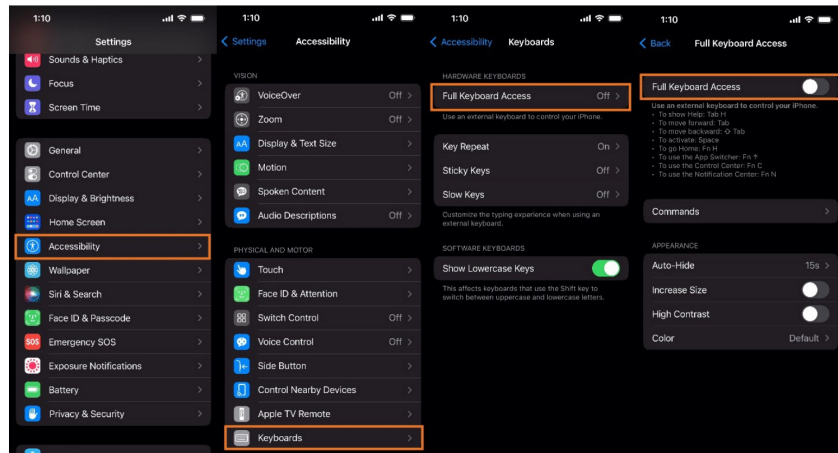 1:10
Settings
Sounds & Haptics
Focus
Screen Time
General
Control Center
AA Display & Brightness
Home Screen
Accessibility
Wallpaper
Siri & Search
Face ID & Passcode
SOS Emergency SOS
Exposure Notifications
Battery
Privacy & Security
1:10
Settings
Accessibility
VISION
VoiceOver Off
Zoom Off
AA Display & Text Size
Motion
Spoken Content
Audio Descriptions Off
PHYSICAL AND MOTOR
Touch
Face ID & Attention
Switch Control Off
Voice Control Off
Side Button
Control Nearby Devices
Apple TV Remote
Keyboards
1:10
Accessibility
Keyboards
HARDWARE KEYBOARDS
Full Keyboard Access Off
Use an external keyboard to control your iPhone.
Key Repeat On
Sticky Keys Off
Slow Keys Off
Customize the typing experience when using an
external keyboard.
SOFTWARE KEYBOARDS
Show Lowercase Keys
This affects keyboards that use the Shift key to
switch between uppercase and lowercase letters.
1:10
Back
Full Keyboard Access
Full Keyboard Access
Use an external keyboard to control your iPhone.
• To show Help: Tab H
• To move forward: Tab
• To move backward: ⇧ Tab
• To activate: Space
• To go Home: Fn H
• To use the App Switcher: Fn ↑
• To use the Control Center: Fn C
• To use the Notification Center: Fn N
Commands
APPEARANCE
Auto-Hide 15s
Increase Size
High Contrast
Color Default